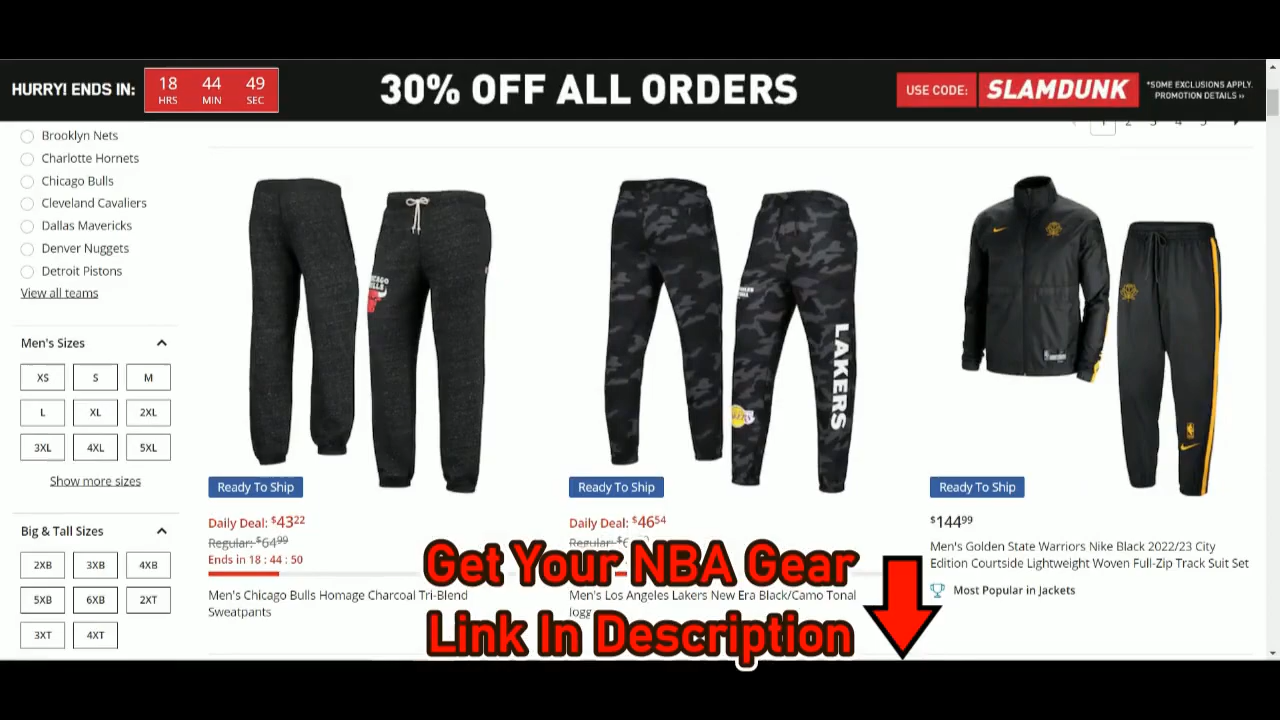 HURRY! ENDS IN:
18 44 49
HRS MIN SEC
30% OFF ALL ORDERS
USE CODE: SLAMDUNK
*SOME EXCLUSIONS APPLY.
PROMOTION DETAILS ››
Brooklyn Nets
Charlotte Hornets
Chicago Bulls
Cleveland Cavaliers
Dallas Mavericks
Denver Nuggets
Detroit Pistons
View all teams
Men's Sizes
XS S M
L XL 2XL
3XL 4XL 5XL
Show more sizes
Big & Tall Sizes
2XB 3XB 4XB
5XB 6XB 2XT
3XT 4XT
1 2 3 4 5
BULLS
LAKERS
Ready To Ship
Daily Deal: $43.22
Regular: $64.99
Ends in 18 : 44 : 50
Men's Chicago Bulls Homage Charcoal Tri-Blend
Sweatpants
Ready To Ship
Daily Deal: $46.54
Regular:
Men's Los Angeles Lakers New Era Black/Camo Tonal
Ready To Ship
$144.99
Men's Golden State Warriors Nike Black 2022/23 City
Edition Courtside Lightweight Woven Full-Zip Track Suit Set
Most Popular in Jackets
Get Your NBA Gear
Link In Description